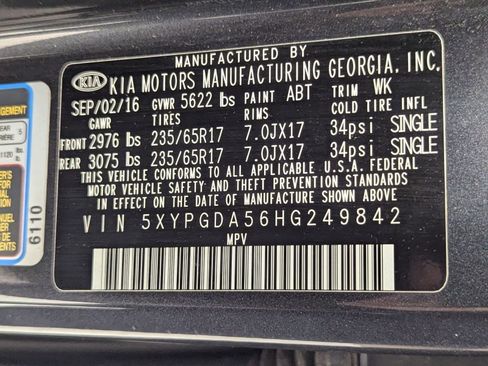 MANUFACTURED BY
KIA KIA MOTORS MANUFACTURING GEORGIA, INC.
SEP/02/16 GVWR 5622 lbs PAINT ABT TRIM WK
GAWR TIRES RIMS COLD TIRE INFL
FRONT 2976 lbs 235/65R17 7.0JX17 34psi SINGLE
REAR 3075 lbs 235/65R17 7.0JX17 34psi SINGLE
THIS VEHICLE CONFORMS TO ALL APPLICABLE U.S.A. FEDERAL
MOTOR VEHICLE SAFETY AND THEFT PREVENTION STANDARDS
IN EFFECT ON THE DATE OF MANUFACTURE SHOWN ABOVE.
VIN 5XYPGDA56HG249842
MPV
6110